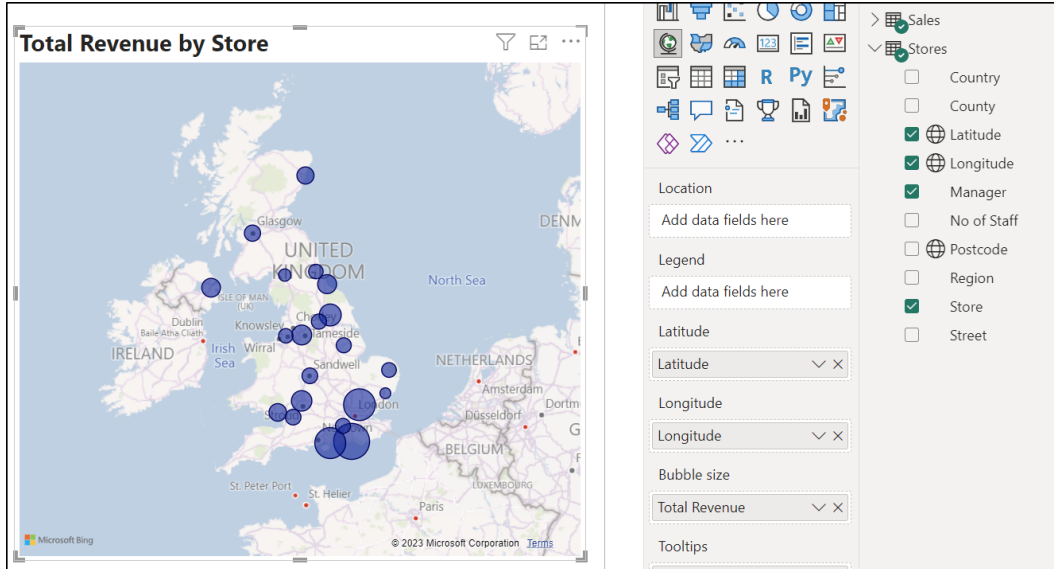 Total Revenue by Store
Glasgow
UNITED
KINGDOM
DENM
North Sea
ISLE OF MAN
(UK)
Dublin
Baile Átha Cliath
IRELAND
Irish
Sea
Knowsley
Wirral
Tameside
Sandwell
NETHERLANDS
Amsterdam
Dortm
Düsseldorf
London
BELGIUM
G
F
LUXEMBOURG
St. Peter Port
St. Helier
Paris
Microsoft Bing
© 2023 Microsoft Corporation Terms
123
R
Py
Location
Add data fields here
Legend
Add data fields here
Latitude
Latitude
Longitude
Longitude
Bubble size
Total Revenue
Tooltips
Sales
Stores
Country
County
Latitude
Longitude
Manager
No of Staff
Postcode
Region
Store
Street